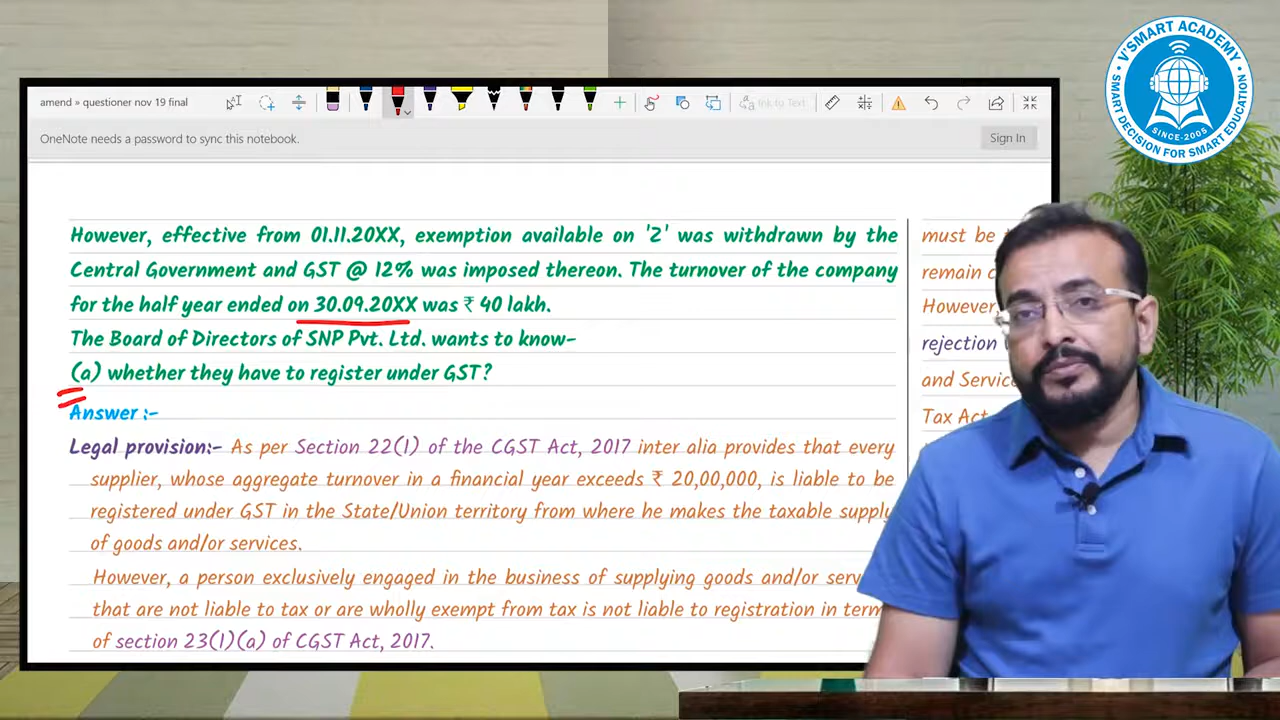 V'SMART ACADEMY
SINCE-2005
SMART DECISION FOR SMART EDUCATION
amend » questioner nov 19 final
Ink to Text
OneNote needs a password to sync this notebook.
Sign In
However, effective from 01.11.20XX, exemption available on 'Z' was withdrawn by the
Central Government and GST @ 12% was imposed thereon. The turnover of the company
for the half year ended on 30.09.20XX was ₹ 40 lakh.
The Board of Directors of SNP Pvt. Ltd. wants to know-
(a) whether they have to register under GST?
Answer :-
Legal provision:- As per Section 22(1) of the CGST Act, 2017 inter alia provides that every
supplier, whose aggregate turnover in a financial year exceeds ₹ 20,00,000, is liable to be
registered under GST in the State/Union territory from where he makes the taxable supply
of goods and/or services.
However, a person exclusively engaged in the business of supplying goods and/or
that are not liable to tax or are wholly exempt from tax is not liable to registration in
of section 23(1)(a) of CGST Act, 2017.
must be
remain
However
rejection
and
Tax Act